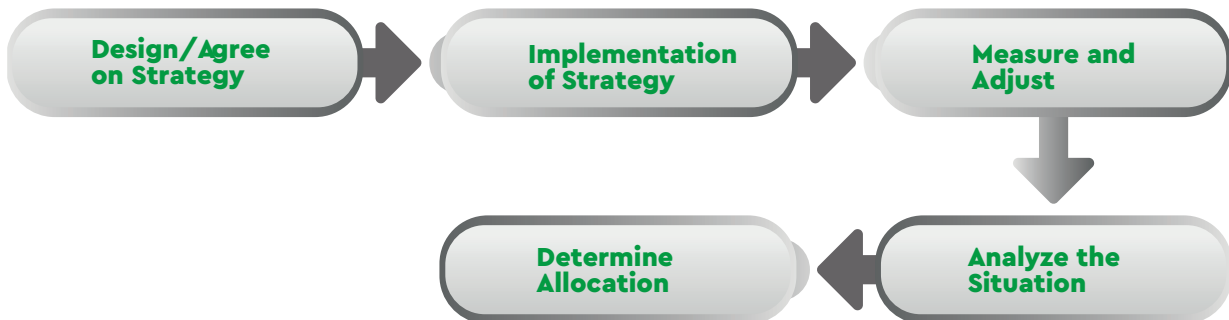 Design/Agree
on Strategy
Implementation
of Strategy
Measure and
Adjust
Analyze the
Situation
Determine
Allocation